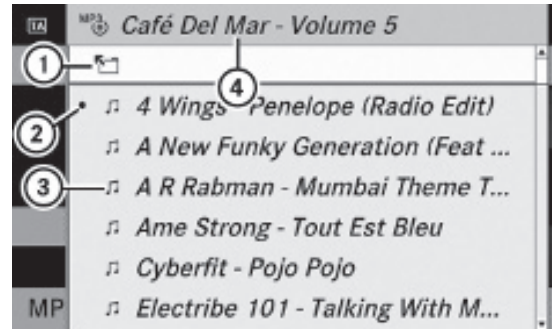 TA MP3 Café Del Mar - Volume 5
1
4
2 4 Wings - Penelope (Radio Edit)
A New Funky Generation (Feat ...
3 A R Rabman - Mumbai Theme T...
Ame Strong - Tout Est Bleu
Cyberfit - Pojo Pojo
MP Electribe 101 - Talking With M...